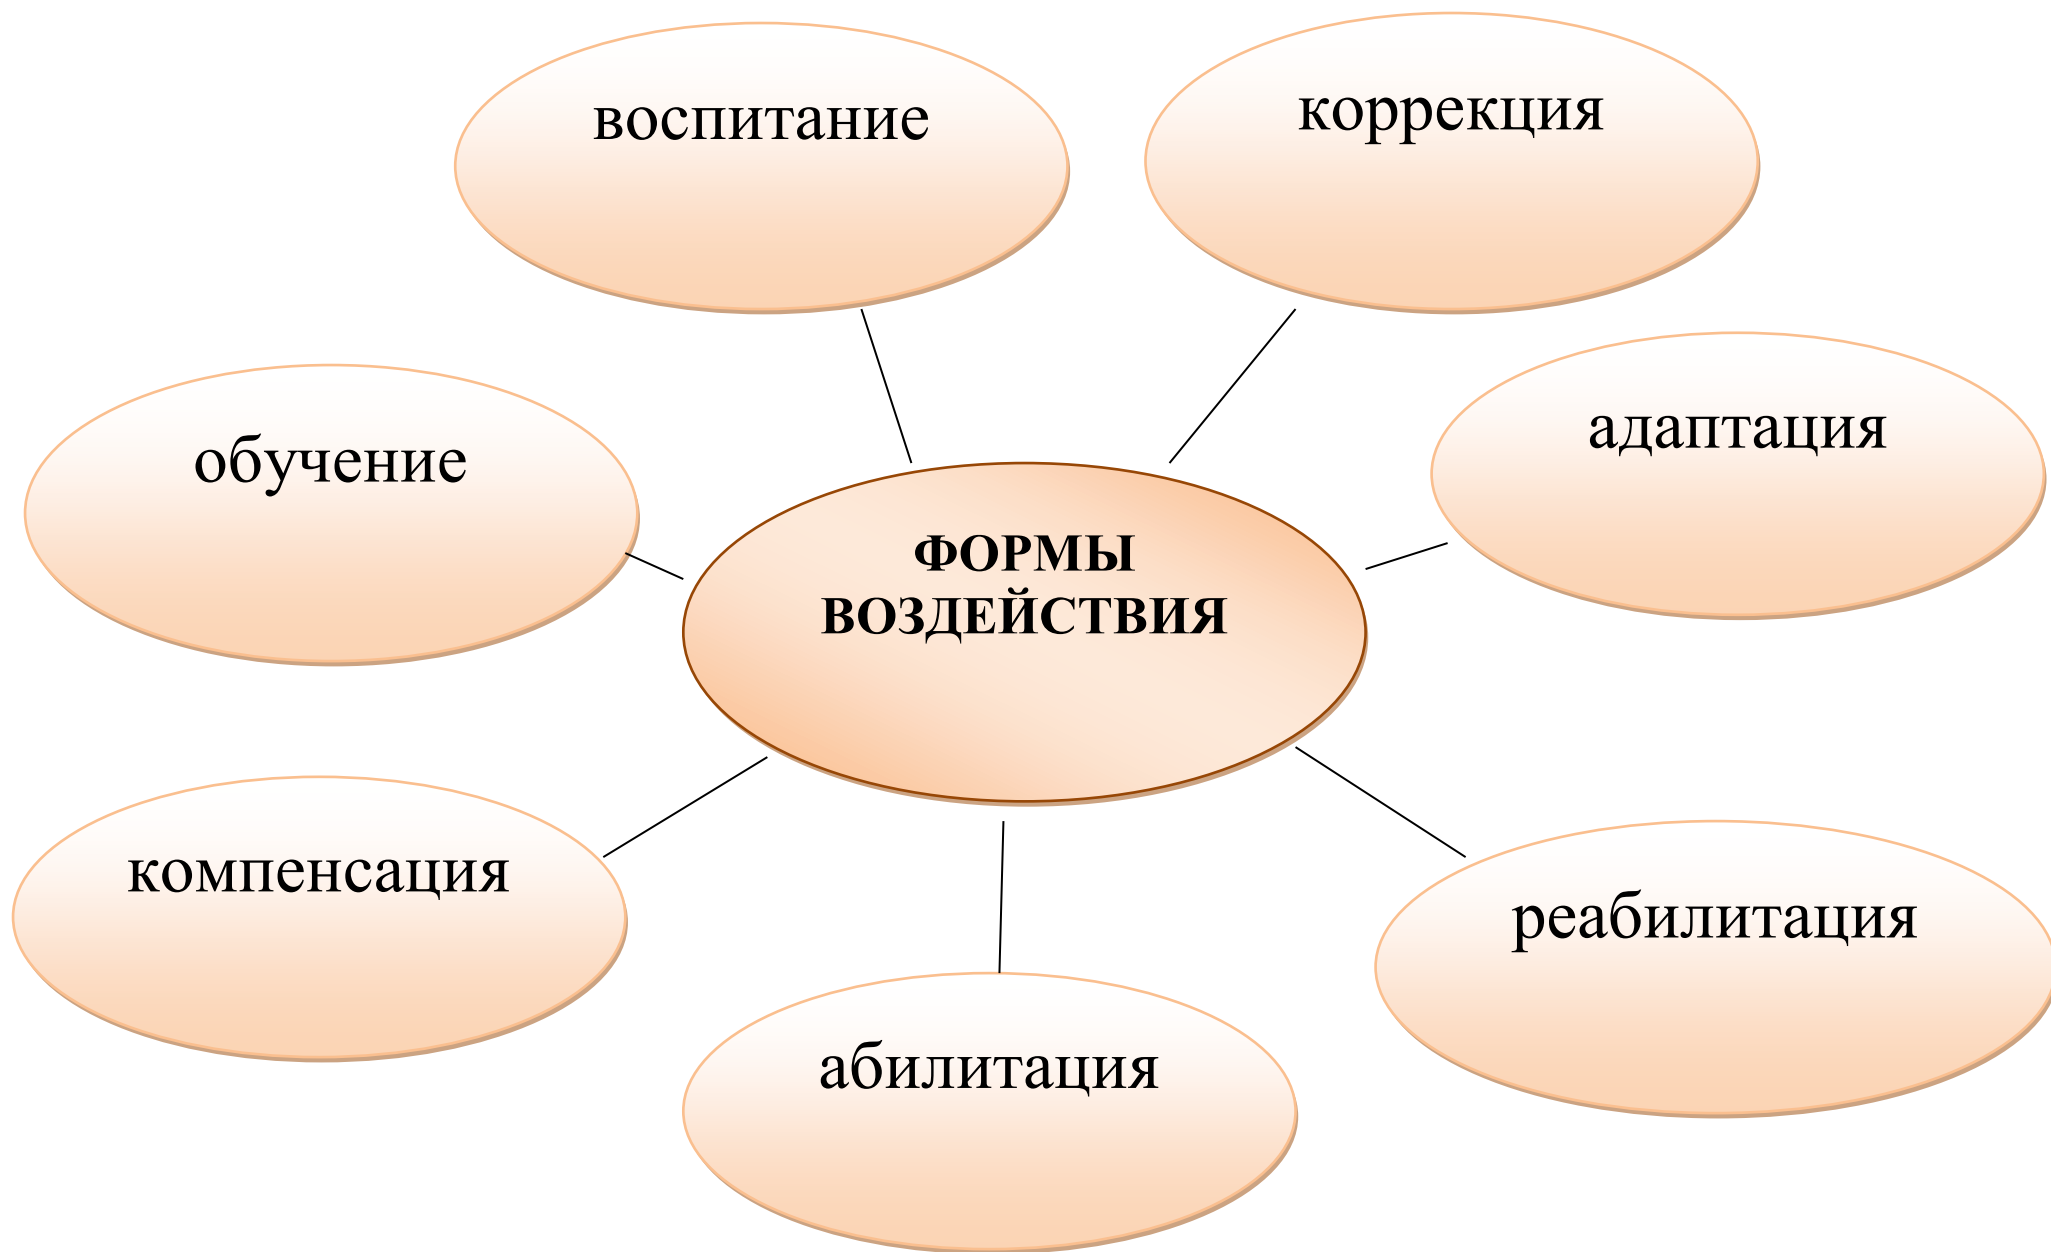 воспитание
коррекция
адаптация
обучение
ФОРМЫ
ВОЗДЕЙСТВИЯ
компенсация
реабилитация
абилитация